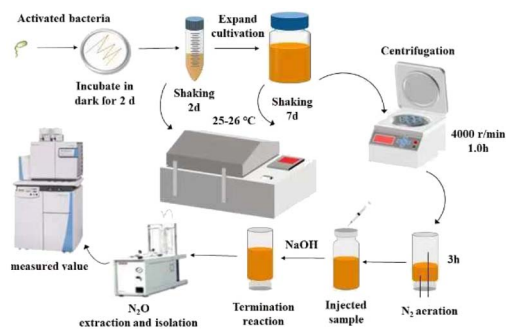 Activated bacteria
Expand
cultivation
Centrifugation
Incubate in
dark for 2 d
Shaking
2d
Shaking
7d
25-26 ℃
4000 r/min
1.0h
measured value
NaOH
3h
N₂O
extraction and isolation
Termination
reaction
Injected
sample
N₂ aeration